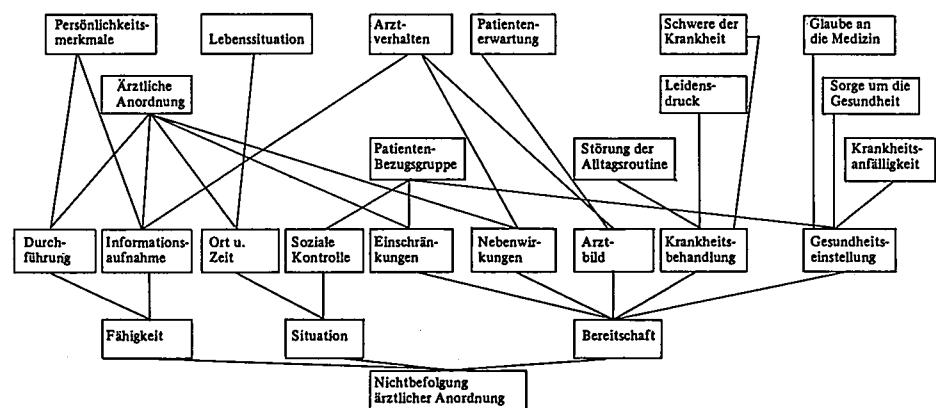 Persönlichkeits-
merkmale
Lebenssituation
Arzt-
verhalten
Patienten-
erwartung
Schwere der
Krankheit
Glaube an
die Medizin
Ärztliche
Anordnung
Leidens-
druck
Sorge um die
Gesundheit
Patienten-
Bezugsgruppe
Störung der
Alltagsroutine
Krankheits-
anfälligkeit
Durch-
führung
Informations-
aufnahme
Ort u.
Zeit
Soziale
Kontrolle
Einschrän-
kungen
Nebenwir-
kungen
Arzt-
bild
Krankheits-
behandlung
Gesundheits-
einstellung
Fähigkeit
Situation
Bereitschaft
Nichtbefolgung
ärztlicher Anordnung